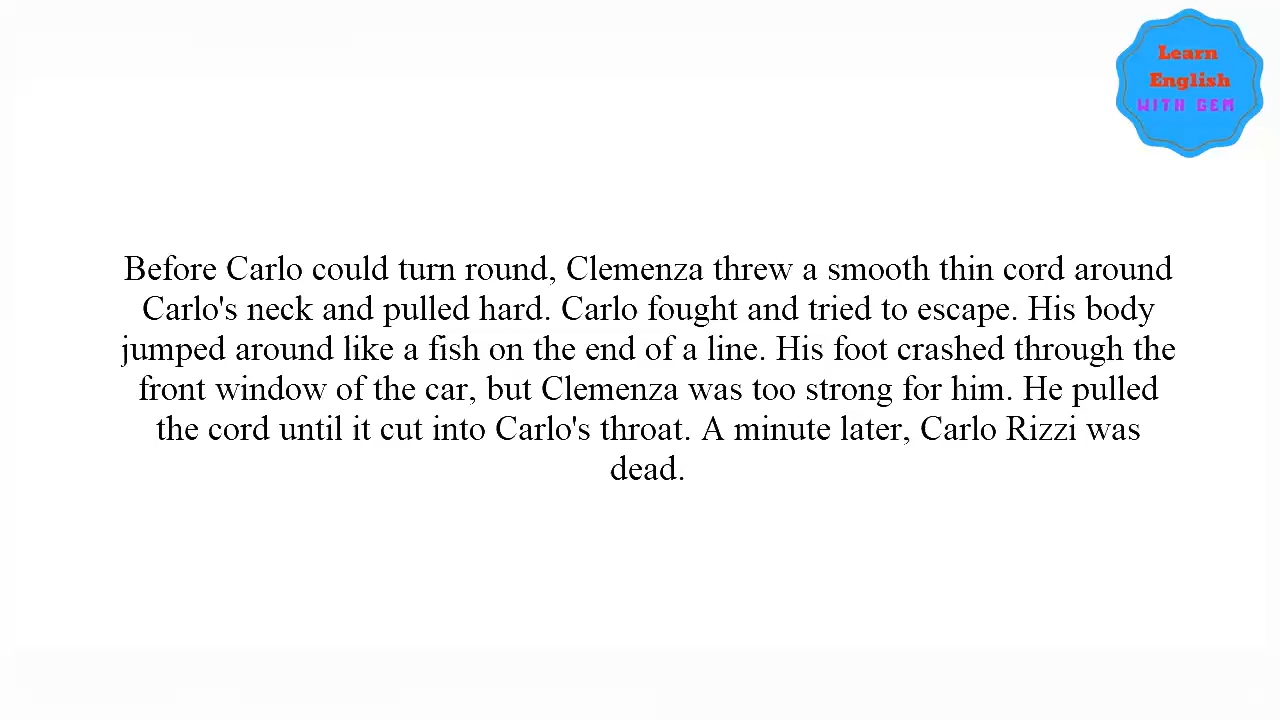 Learn
English
WITH GEM
Before Carlo could turn round, Clemenza threw a smooth thin cord around
Carlo's neck and pulled hard. Carlo fought and tried to escape. His body
jumped around like a fish on the end of a line. His foot crashed through the
front window of the car, but Clemenza was too strong for him. He pulled
the cord until it cut into Carlo's throat. A minute later, Carlo Rizzi was
dead.